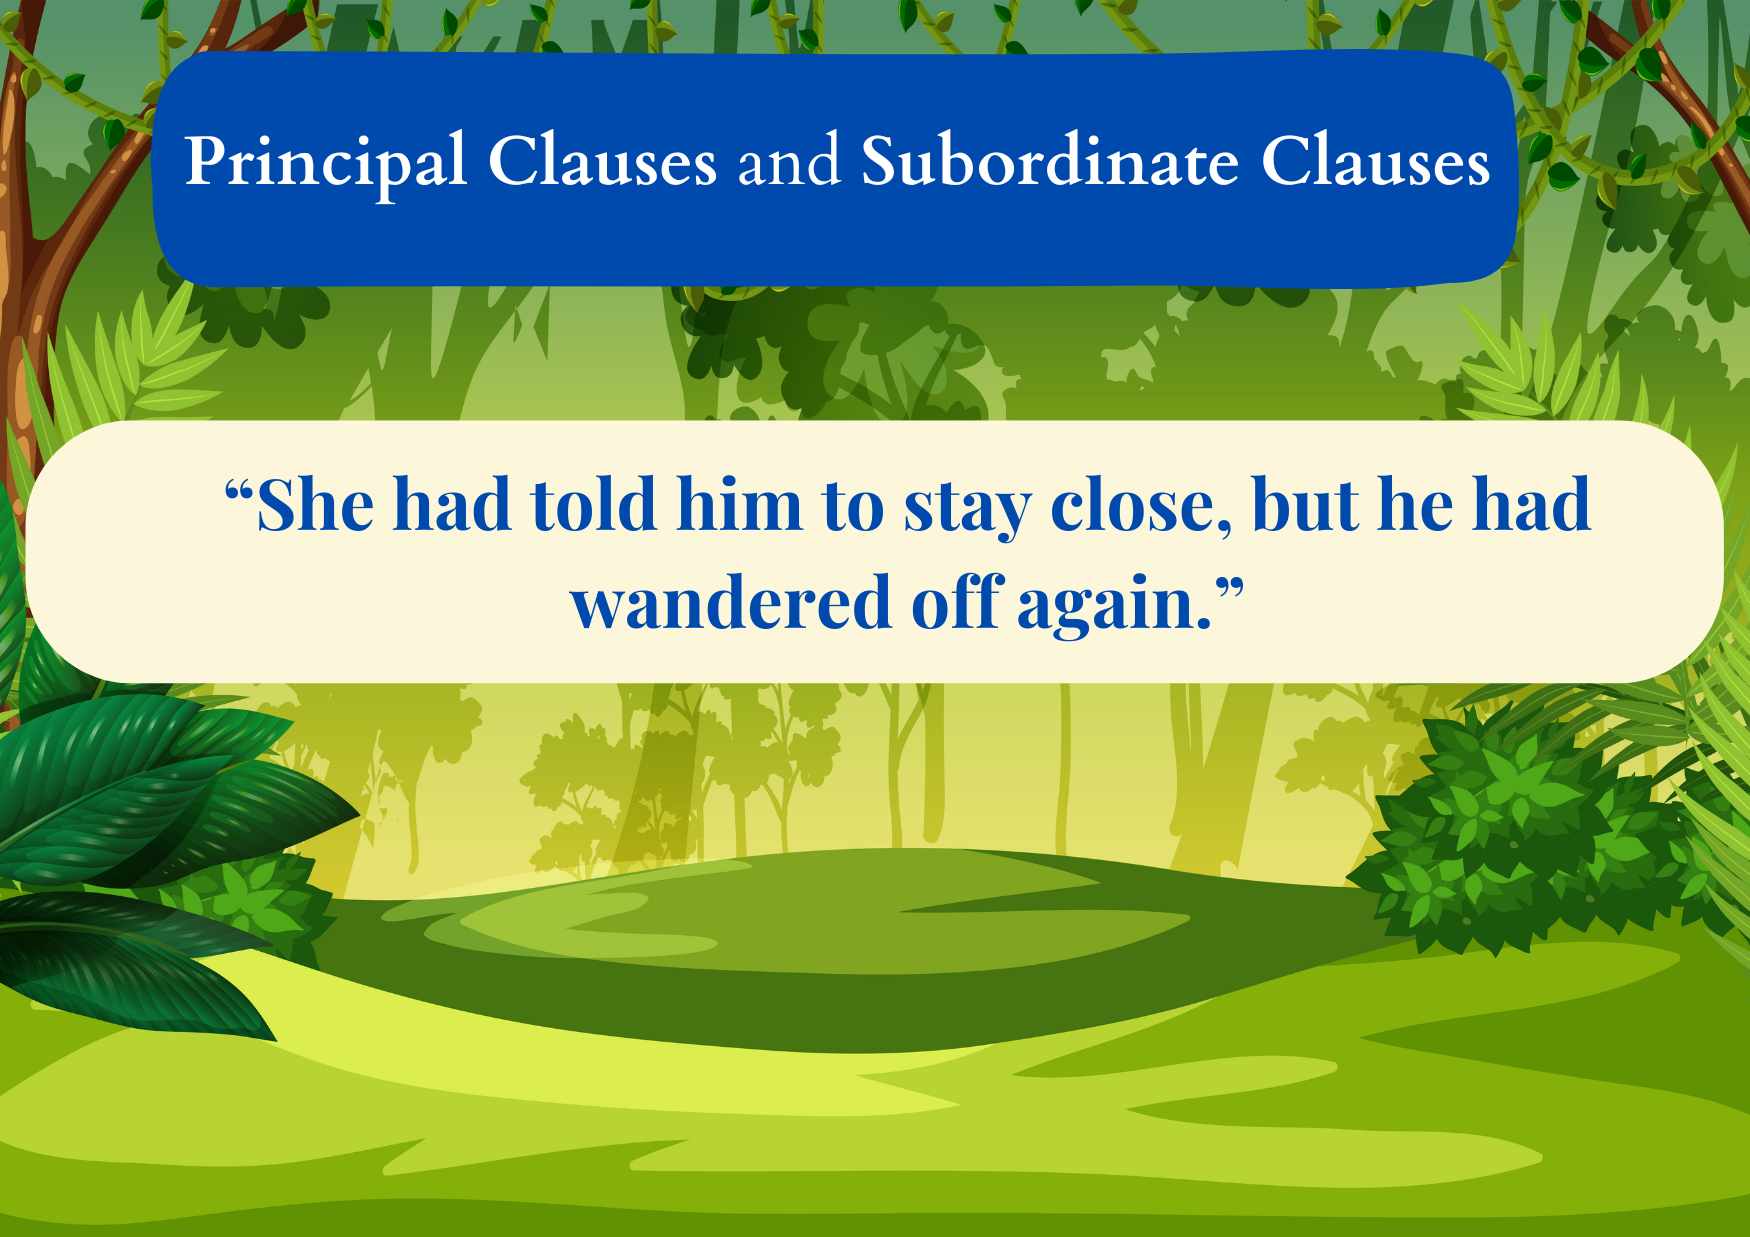 Principal Clauses and Subordinate Clauses
“She had told him to stay close, but he had
wandered off again.”